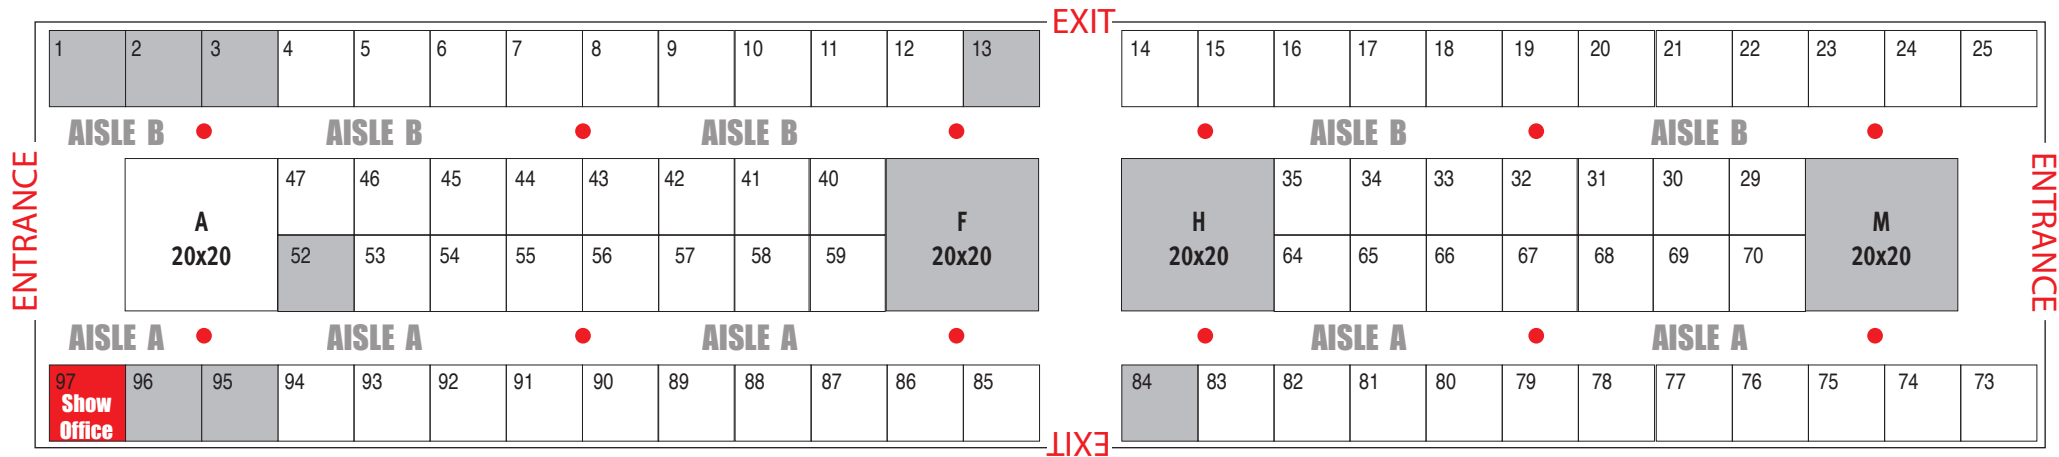 EXIT
1 2 3 4 5 6 7 8 9 10 11 12 13 14 15 16 17 18 19 20 21 22 23 24 25
AISLE B AISLE B AISLE B AISLE B AISLE B
ENTRANCE
ENTRANCE
47 46 45 44 43 42 41 40 35 34 33 32 31 30 29
A F H M
20x20 20x20 20x20 20x20
52 53 54 55 56 57 58 59 64 65 66 67 68 69 70
AISLE A AISLE A AISLE A AISLE A AISLE A
97 96 95 94 93 92 91 90 89 88 87 86 85 84 83 82 81 80 79 78 77 76 75 74 73
Show
Office
EXIT